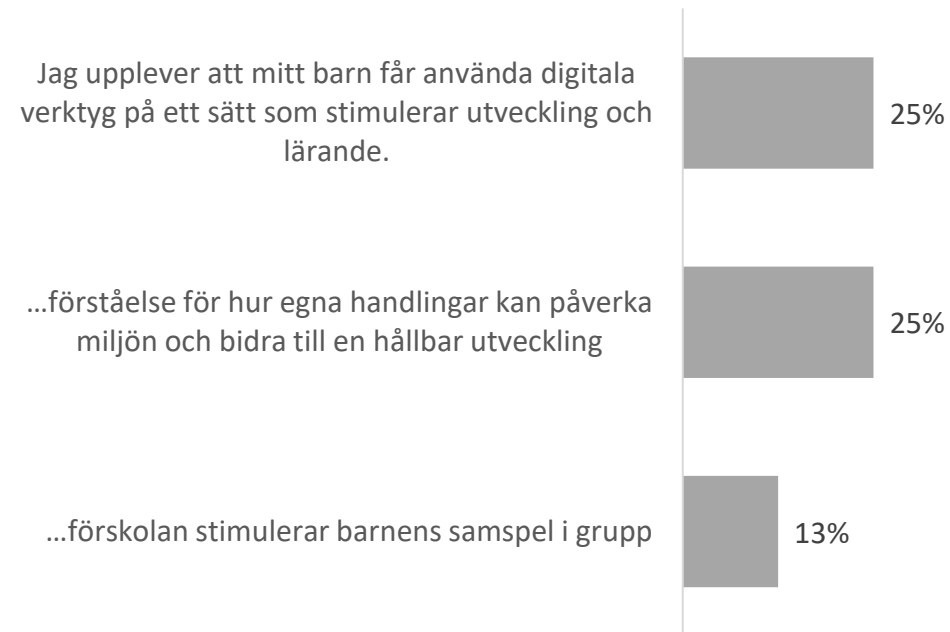 Jag upplever att mitt barn får använda digitala
verktyg på ett sätt som stimulerar utveckling och
lärande.
25%
…förståelse för hur egna handlingar kan påverka
miljön och bidra till en hållbar utveckling
25%
…förskolan stimulerar barnens samspel i grupp
13%